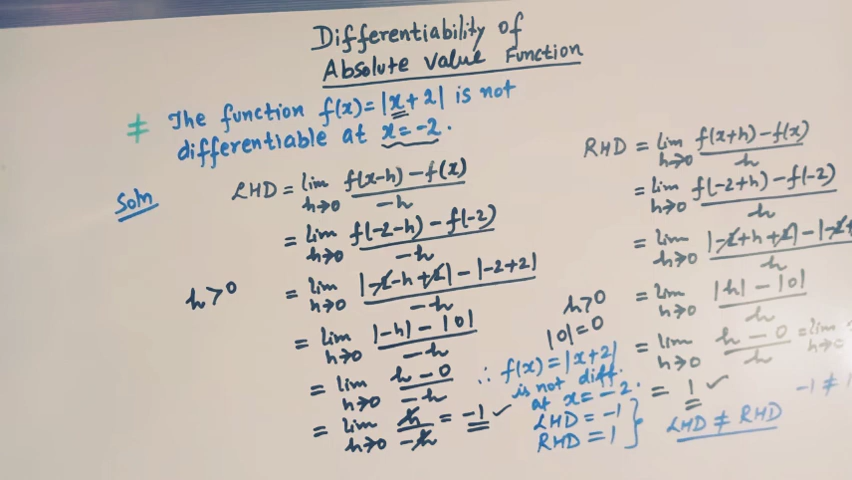 Differentiability of
Absolute value Function
≠ The function f(x) = |x + 2| is not
differentiable at x = -2.
Soln
LHD = lim h→0 f(x-h) - f(x) / -h
= lim h→0 f(-2-h) - f(-2) / -h
h > 0
= lim h→0 |-2-h+2| - |-2+2| / -h
= lim h→0 |-h| - |0| / -h
= lim h→0 h - 0 / -h
= lim h→0 h / -h = -1 ✓
RHD = lim h→0 f(x+h) - f(x) / h
= lim h→0 f(-2+h) - f(-2) / h
= lim h→0 |-2+h+2| - |-2+ / h
= lim h→0 |h| - |0| / h
h > 0
|0| = 0
= lim h→0 h - 0 / h = lim h→0
= 1 ✓
∴ f(x) = |x+2|
is not diff.
at x = -2.
LHD = -1
RHD = 1 }
LHD ≠ RHD
-1 ≠ 1